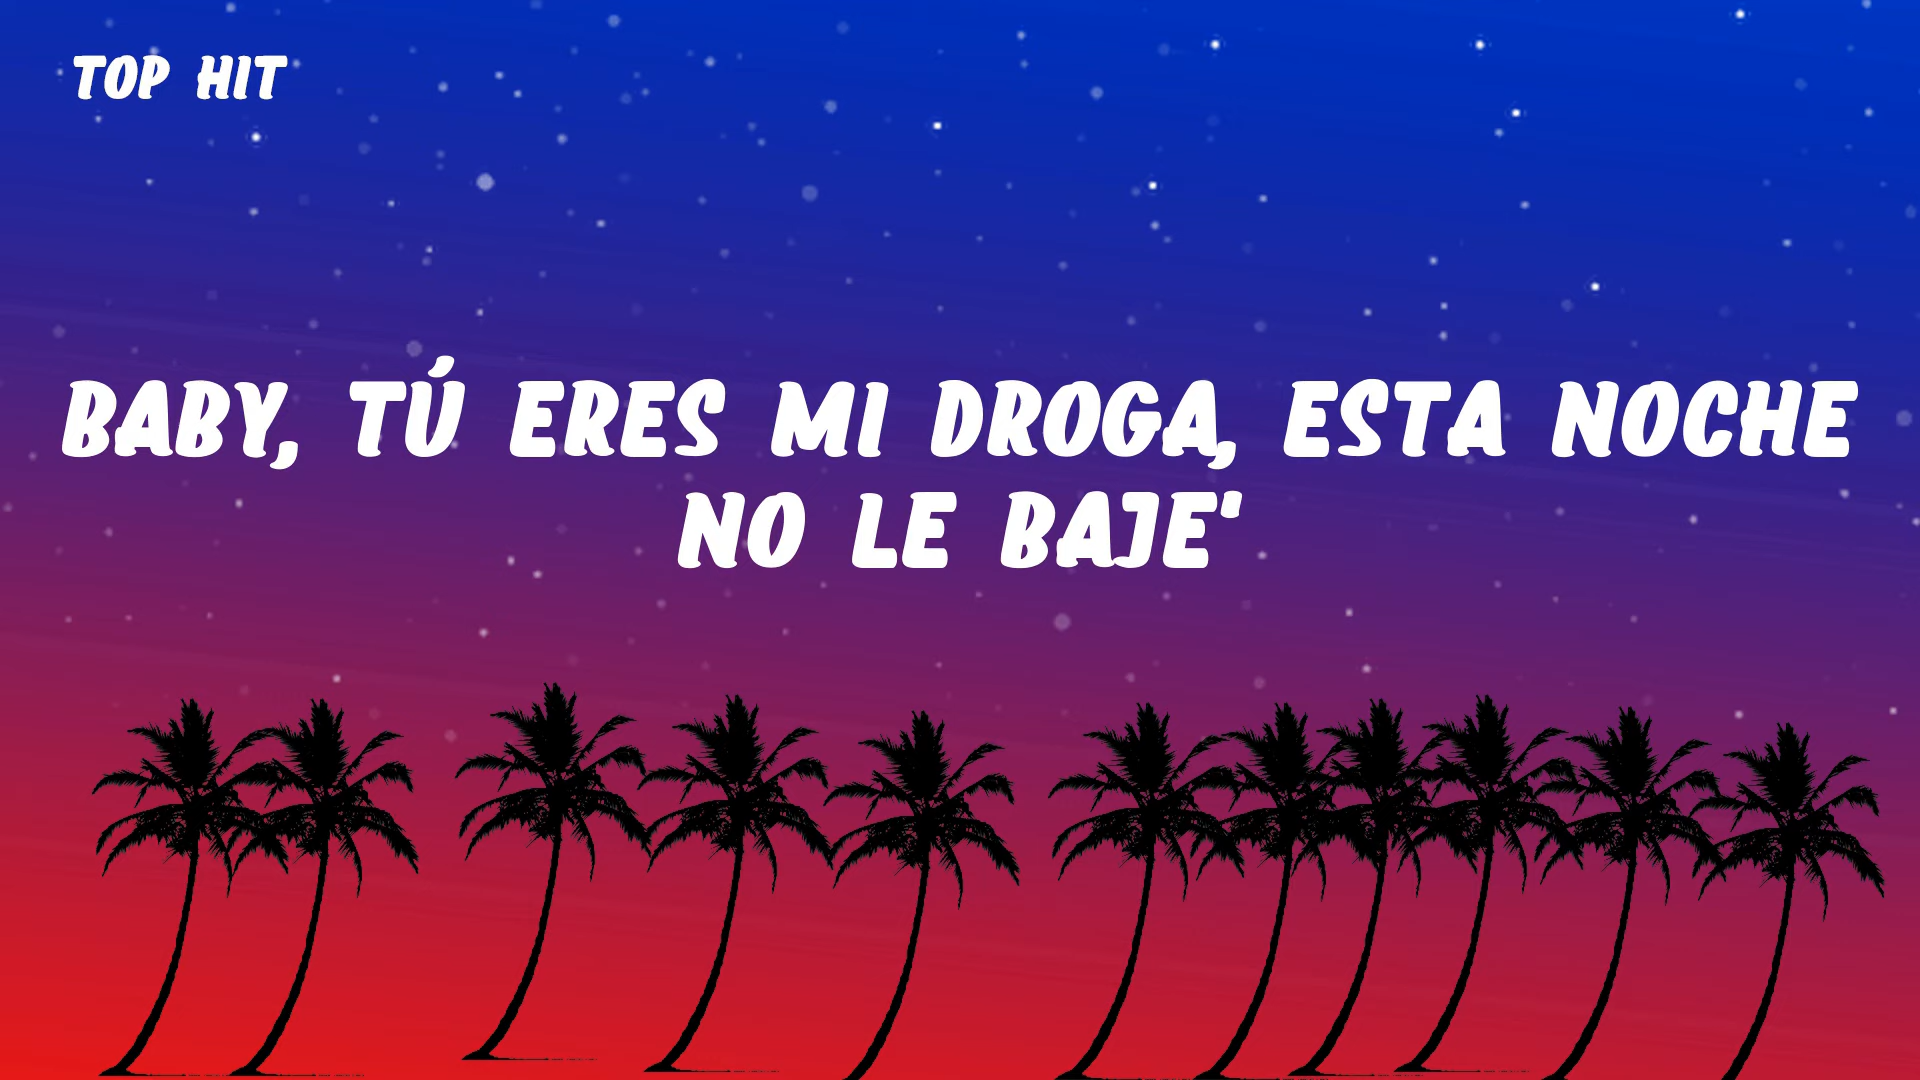 TOP HIT
BABY, TÚ ERES MI DROGA, ESTA NOCHE
NO LE BAJE'